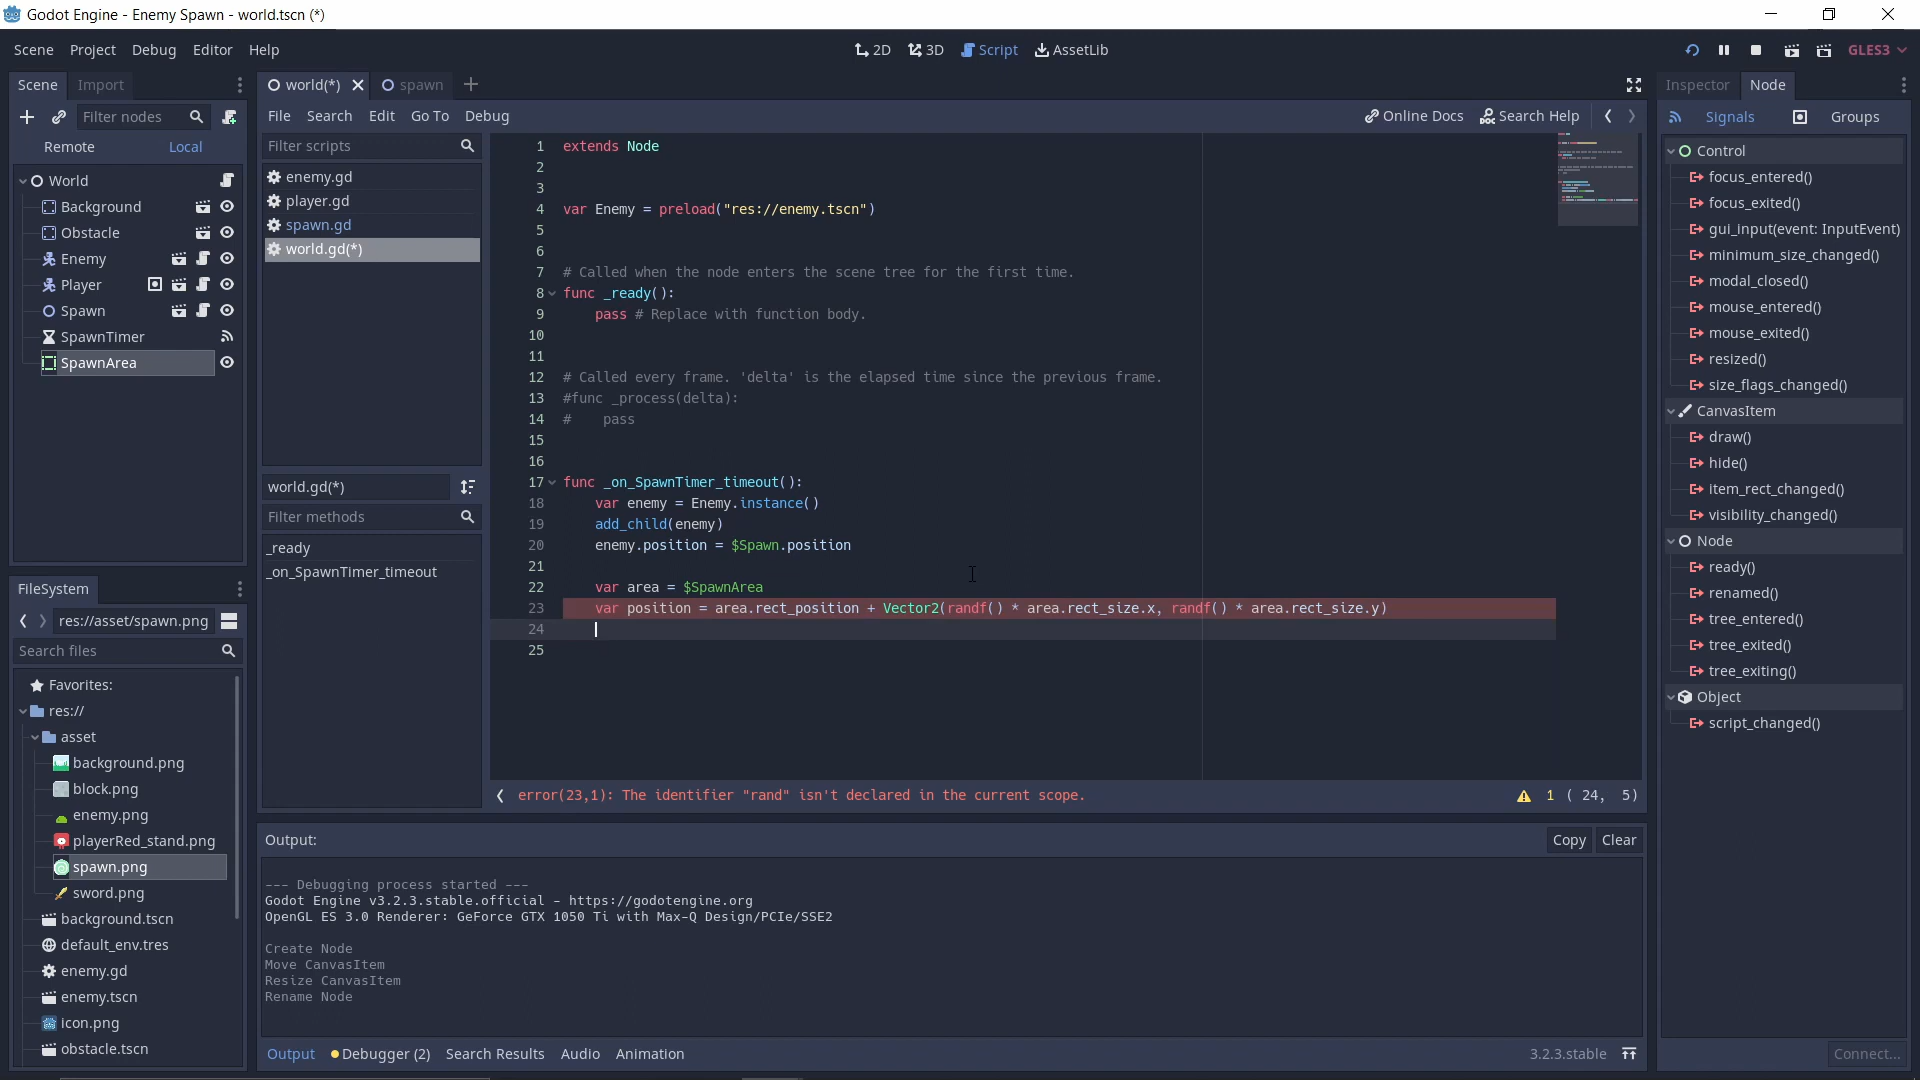 Godot Engine - Enemy Spawn - world.tscn (*)
Scene Project Debug Editor Help
2D 3D Script AssetLib
GLES3
Scene Import
Filter nodes
Remote Local
World
Background
Obstacle
Enemy
Player
Spawn
SpawnTimer
SpawnArea
FileSystem
res://asset/spawn.png
Search files
Favorites:
res://
asset
background.png
block.png
enemy.png
playerRed_stand.png
spawn.png
sword.png
background.tscn
default_env.tres
enemy.gd
enemy.tscn
icon.png
obstacle.tscn
world(*) spawn
File Search Edit Go To Debug
Online Docs Search Help
Filter scripts
enemy.gd
player.gd
spawn.gd
world.gd(*)
world.gd(*)
Filter methods
_ready
_on_SpawnTimer_timeout
1 extends Node
2
3
4 var Enemy = preload("res://enemy.tscn")
5
6
7 # Called when the node enters the scene tree for the first time.
8 func _ready():
9 pass # Replace with function body.
10
11
12 # Called every frame. 'delta' is the elapsed time since the previous frame.
13 #func _process(delta):
14 # pass
15
16
17 func _on_SpawnTimer_timeout():
18 var enemy = Enemy.instance()
19 add_child(enemy)
20 enemy.position = $Spawn.position
21
22 var area = $SpawnArea
23 var position = area.rect_position + Vector2(randf() * area.rect_size.x, randf() * area.rect_size.y)
24
25
error(23,1): The identifier "rand" isn't declared in the current scope.
1 ( 24, 5)
Output:
Copy Clear
--- Debugging process started ---
Godot Engine v3.2.3.stable.official - https://godotengine.org
OpenGL ES 3.0 Renderer: GeForce GTX 1050 Ti with Max-Q Design/PCIe/SSE2
Create Node
Move CanvasItem
Resize CanvasItem
Rename Node
Output Debugger (2) Search Results Audio Animation
3.2.3.stable
Inspector Node
Signals Groups
Control
focus_entered()
focus_exited()
gui_input(event: InputEvent)
minimum_size_changed()
modal_closed()
mouse_entered()
mouse_exited()
resized()
size_flags_changed()
CanvasItem
draw()
hide()
item_rect_changed()
visibility_changed()
Node
ready()
renamed()
tree_entered()
tree_exited()
tree_exiting()
Object
script_changed()
Connect...